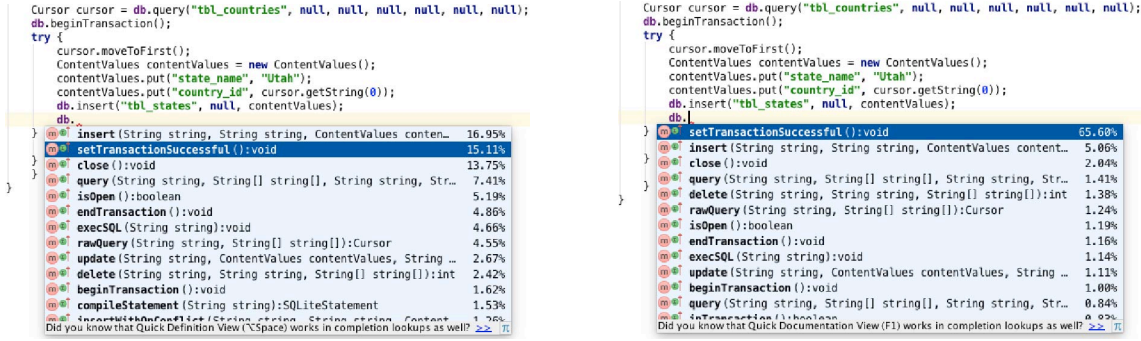 Cursor cursor = db.query("tbl_countries", null, null, null, null, null, null);
db.beginTransaction();
try {
cursor.moveToFirst();
ContentValues contentValues = new ContentValues();
contentValues.put("state_name", "Utah");
contentValues.put("country_id", cursor.getString(0));
db.insert("tbl_states", null, contentValues);
db.
}
insert(String string, String string, ContentValues conten… 16.95%
setTransactionSuccessful():void 15.11%
close():void 13.75%
query(String string, String[] string[], String string, Str… 7.41%
isOpen():boolean 5.19%
endTransaction():void 4.86%
execSQL(String string):void 4.66%
rawQuery(String string, String[] string[]):Cursor 4.55%
update(String string, ContentValues contentValues, String … 2.67%
delete(String string, String string, String[] string[]):int 2.42%
beginTransaction():void 1.62%
compileStatement(String string):SQLiteStatement 1.53%
insertWithOnConflict(String string, String string, Content… 1.26%
Did you know that Quick Definition View (⌥Space) works in completion lookups as well? >> π
}
}
}
Cursor cursor = db.query("tbl_countries", null, null, null, null, null, null);
db.beginTransaction();
try {
cursor.moveToFirst();
ContentValues contentValues = new ContentValues();
contentValues.put("state_name", "Utah");
contentValues.put("country_id", cursor.getString(0));
db.insert("tbl_states", null, contentValues);
db.
}
setTransactionSuccessful():void 65.60%
insert(String string, String string, ContentValues content… 5.06%
close():void 2.04%
query(String string, String[] string[], String string, Str… 1.41%
delete(String string, String string, String[] string[]):int 1.38%
rawQuery(String string, String[] string[]):Cursor 1.24%
isOpen():boolean 1.19%
endTransaction():void 1.16%
execSQL(String string):void 1.14%
update(String string, ContentValues contentValues, String … 1.11%
beginTransaction():void 1.00%
query(String string, String[] string[], String string, Str… 0.84%
inTransaction():boolean
Did you know that Quick Documentation View (F1) works in completion lookups as well? >> π
}
}
}